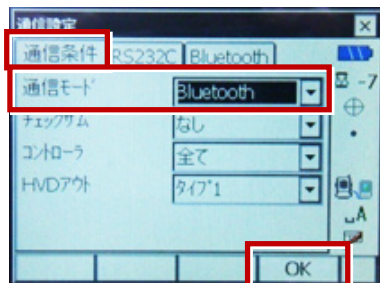 通信設定
通信条件 RS232C Bluetooth
通信モード Bluetooth
チェックサム なし
コントローラ 全て
HVDアウト タイプ1
-7
A
OK